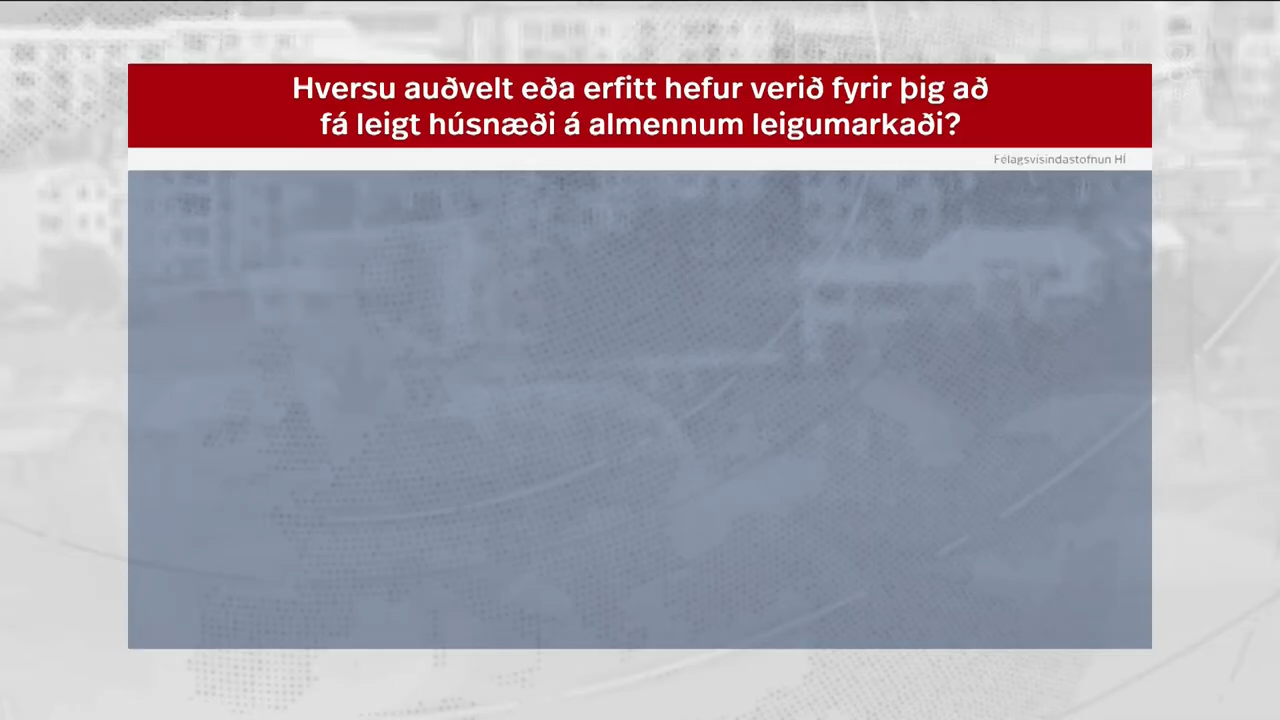 Hversu auðvelt eða erfitt hefur verið fyrir þig að
fá leigt húsnæði á almennum leigumarkaði?
Félagsvísindastofnun HÍ